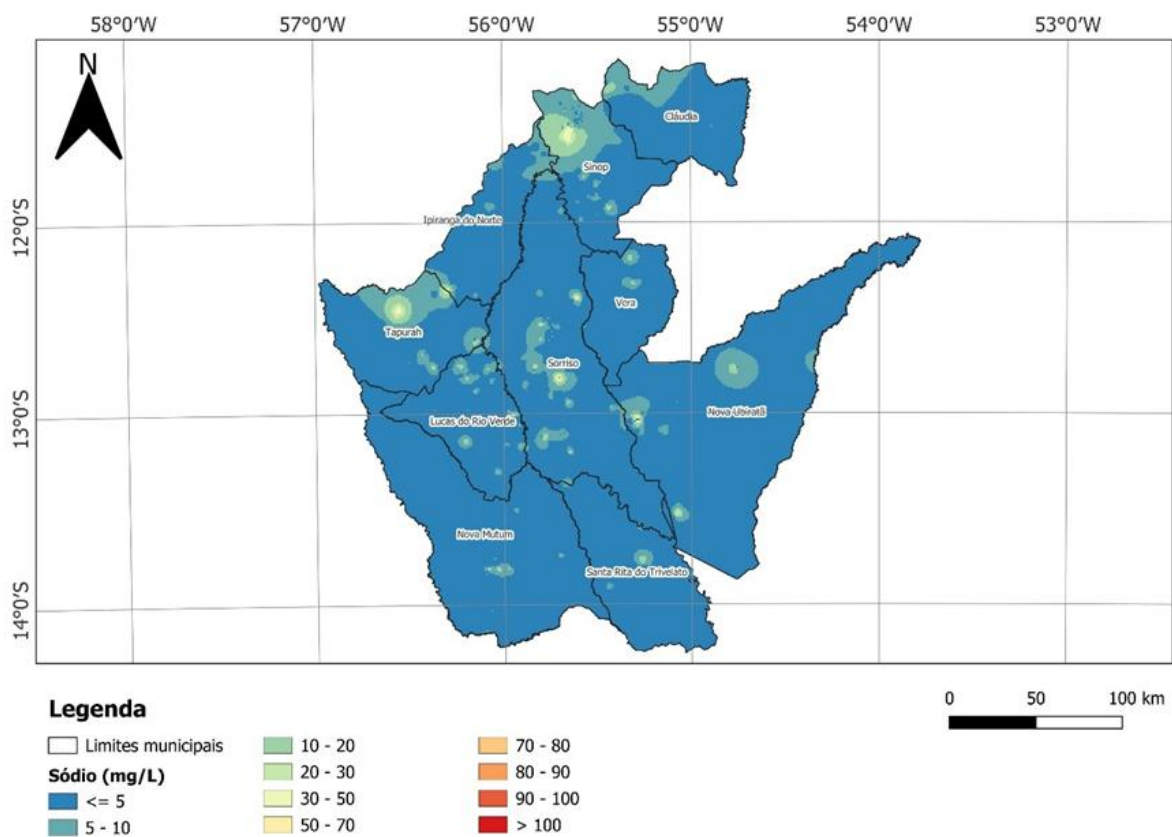 58°0'W 57°0'W 56°0'W 55°0'W 54°0'W 53°0'W
N
Cláudia
Sinop
Ipiranga do Norte
12°0'S
Vera
Tapurah
Sorriso
Nova Ubiratã
13°0'S
Lucas do Rio Verde
Nova Mutum
Santa Rita do Trivelato
14°0'S
0 50 100 km
Legenda
Limites municipais
Sódio (mg/L)
<= 5
5 - 10
10 - 20
20 - 30
30 - 50
50 - 70
70 - 80
80 - 90
90 - 100
> 100